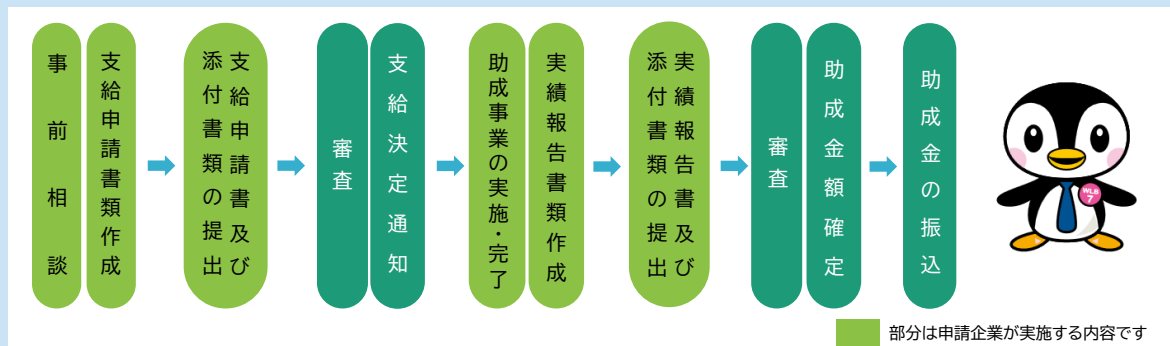 事前相談
支給申請書類作成
支給申請書及び
添付書類の提出
審査
支給決定通知
助成事業の実施・完了
実績報告書類作成
実績報告書及び
添付書類の提出
審査
助成金額確定
助成金の振込
WLB
7
部分は申請企業が実施する内容です